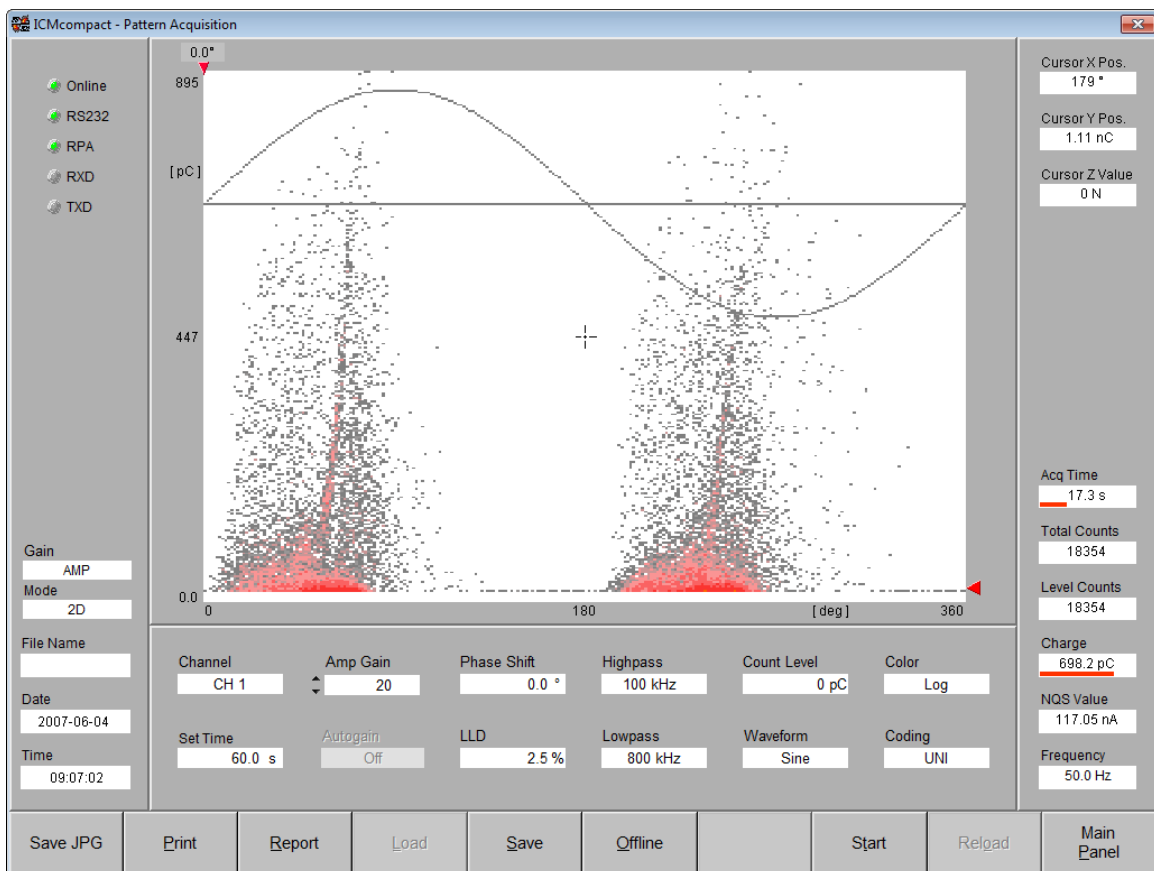 ICMcompact - Pattern Acquisition
Online
RS232
RPA
RXD
TXD
Gain
AMP
Mode
2D
File Name
Date
2007-06-04
Time
09:07:02
0.0°
895
[pC]
447
0.0
0
180
[deg]
360
Channel
CH 1
Amp Gain
20
Phase Shift
0.0 °
Highpass
100 kHz
Count Level
0 pC
Color
Log
Set Time
60.0 s
Autogain
Off
LLD
2.5 %
Lowpass
800 kHz
Waveform
Sine
Coding
UNI
Cursor X Pos.
179 °
Cursor Y Pos.
1.11 nC
Cursor Z Value
0 N
Acq Time
17.3 s
Total Counts
18354
Level Counts
18354
Charge
698.2 pC
NQS Value
117.05 nA
Frequency
50.0 Hz
Save JPG
Print
Report
Load
Save
Offline
Start
Reload
Main
Panel